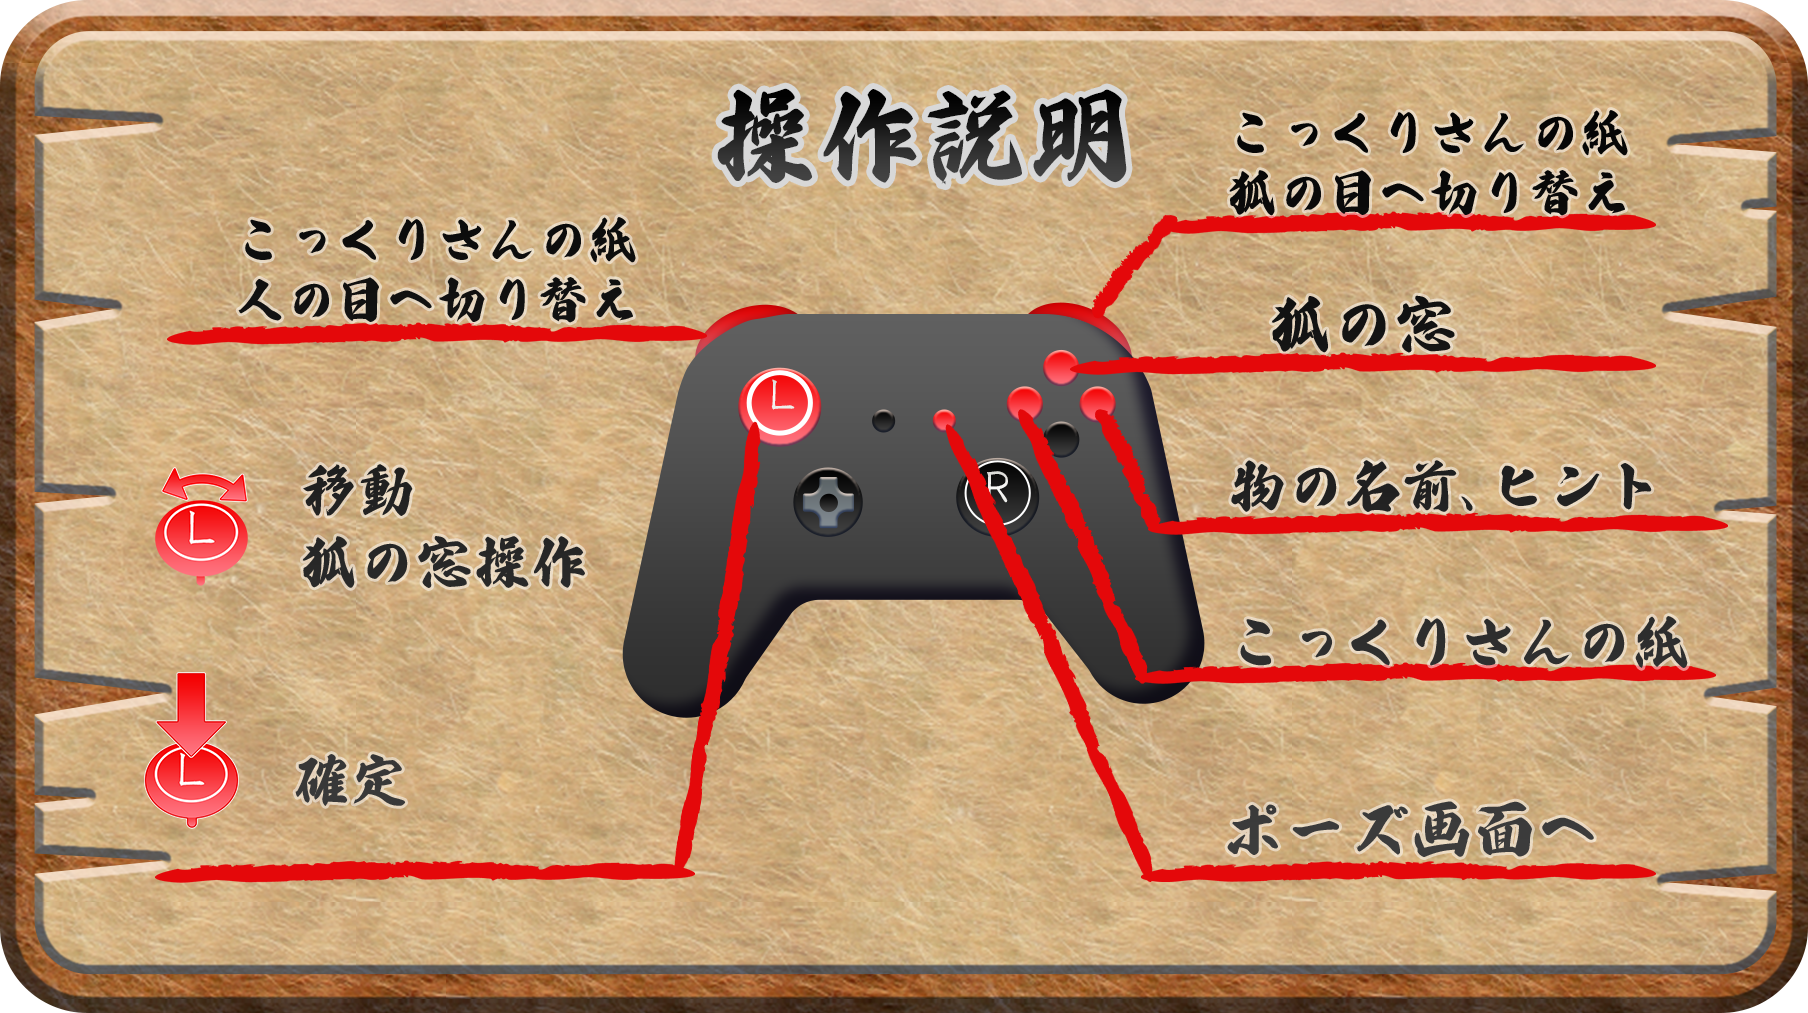 操作説明
こっくりさんの紙
人の目へ切り替え
こっくりさんの紙
狐の目へ切り替え
狐の窓
L
R
L
移動
狐の窓操作
物の名前、ヒント
こっくりさんの紙
L
確定
ポーズ画面へ